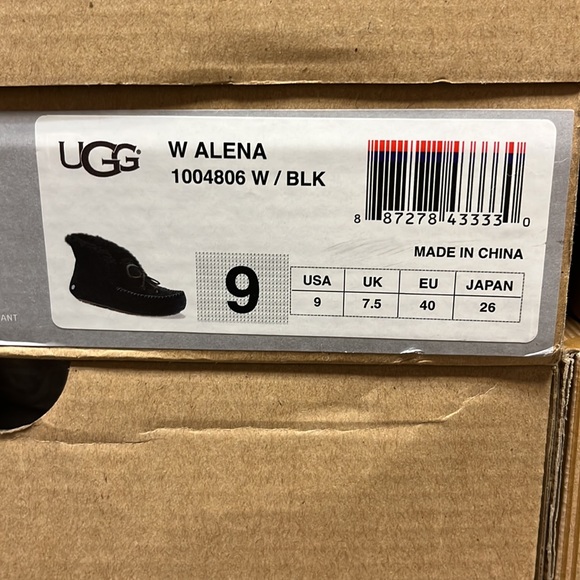 UGG
W ALENA
1004806 W / BLK
8 87278 43333 0
MADE IN CHINA
9
USA UK EU JAPAN
9 7.5 40 26
ANT